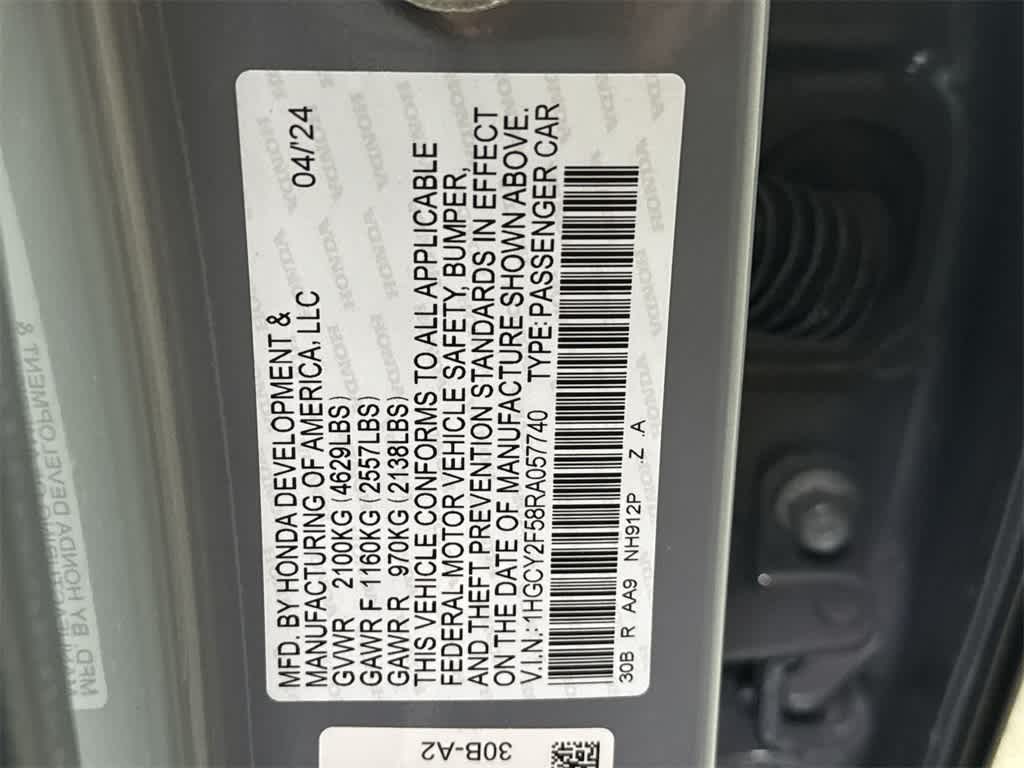 MFD. BY HONDA DEVELOPMENT &
MANUFACTURING OF AMERICA, LLC 04/'24
GVWR 2100KG (4629LBS)
GAWR F 1160KG (2557LBS)
GAWR R 970KG (2138LBS)
THIS VEHICLE CONFORMS TO ALL APPLICABLE
FEDERAL MOTOR VEHICLE SAFETY, BUMPER,
AND THEFT PREVENTION STANDARDS IN EFFECT
ON THE DATE OF MANUFACTURE SHOWN ABOVE.
V.I.N.: 1HGCY2F58RA057740 TYPE: PASSENGER CAR
30B R AA9 NH912P Z .A
30B-A2